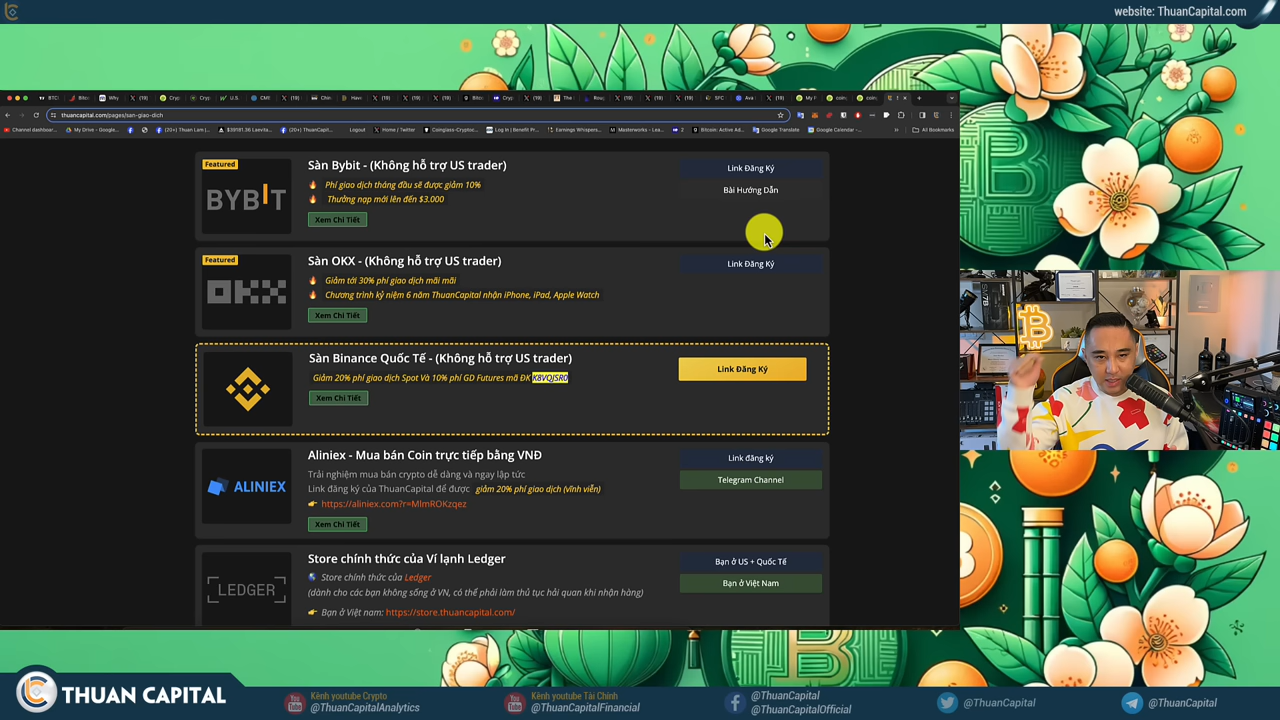 website: ThuanCapital.com
thuancapital.com/pages/san-giao-dich
All Bookmarks
Featured
BYBIT
Sàn Bybit - (Không hỗ trợ US trader)
Phí giao dịch tháng đầu sẽ được giảm 10%
Thưởng nạp mới lên đến $3.000
Xem Chi Tiết
Link Đăng Ký
Bài Hướng Dẫn
Featured
OKX
Sàn OKX - (Không hỗ trợ US trader)
Giảm tới 30% phí giao dịch mãi mãi
Chương trình kỷ niệm 6 năm ThuanCapital nhận iPhone, iPad, Apple Watch
Xem Chi Tiết
Link Đăng Ký
Sàn Binance Quốc Tế - (Không hỗ trợ US trader)
Giảm 20% phí giao dịch Spot Và 10% phí GD Futures mã ĐK K8VQJSR0
Xem Chi Tiết
Link Đăng Ký
ALINIEX
Aliniex - Mua bán Coin trực tiếp bằng VNĐ
Trải nghiệm mua bán crypto dễ dàng và ngay lập tức
Link đăng ký của ThuanCapital để được giảm 20% phí giao dịch (vĩnh viễn)
https://aliniex.com?r=MlmROKzqez
Xem Chi Tiết
Link đăng ký
Telegram Channel
LEDGER
Store chính thức của Ví lạnh Ledger
Store chính thức của Ledger
(dành cho các bạn không sống ở VN, có thể phải làm thủ tục hải quan khi nhận hàng)
Bạn ở Việt nam: https://store.thuancapital.com/
Bạn ở US + Quốc Tế
Bạn ở Việt Nam
THUAN CAPITAL
Kênh youtube Crypto
@ThuanCapitalAnalytics
Kênh youtube Tài Chính
@ThuanCapitalFinancial
@ThuanCapital
@ThuanCapitalOfficial
@ThuanCapital
@ThuanCapital